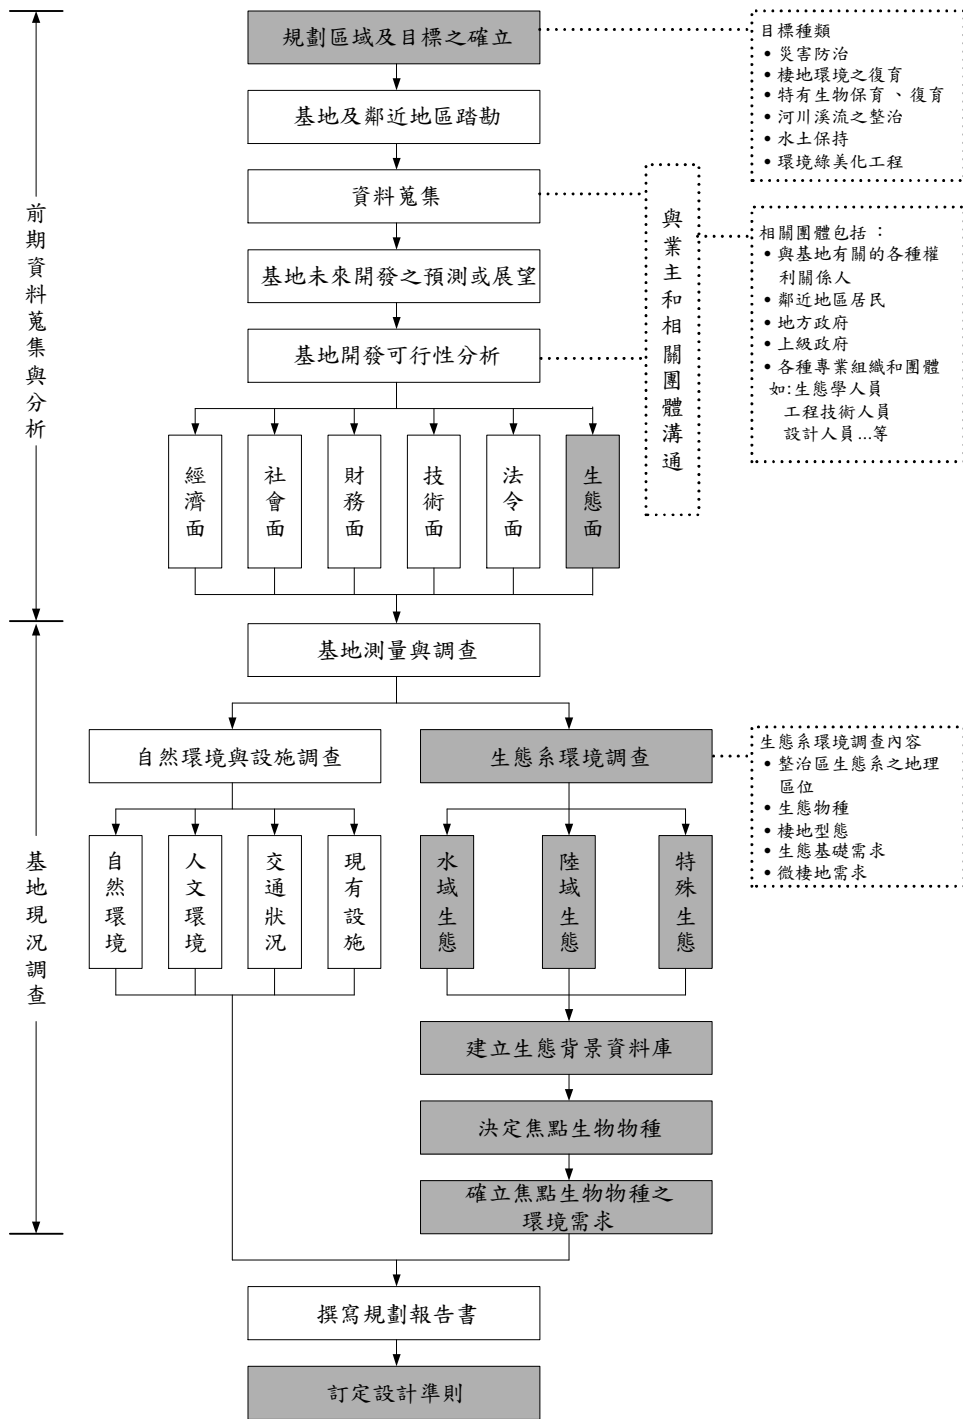 規劃區域及目標之確立
目標種類
• 災害防治
• 棲地環境之復育
• 特有生物保育、復育
• 河川溪流之整治
• 水土保持
• 環境綠美化工程
基地及鄰近地區踏勘
資料蒐集
基地未來開發之預測或展望
基地開發可行性分析
與業主和相關團體溝通
相關團體包括：
• 與基地有關的各種權
利關係人
• 鄰近地區居民
• 地方政府
• 上級政府
• 各種專業組織和團體
如:生態學人員
工程技術人員
設計人員...等
前期資料蒐集與分析
經濟面
社會面
財務面
技術面
法令面
生態面
基地測量與調查
自然環境與設施調查
生態系環境調查
生態系環境調查內容
• 整治區生態系之地理
區位
• 生態物種
• 棲地型態
• 生態基礎需求
• 微棲地需求
基地現況調查
自然環境
人文環境
交通狀況
現有設施
水域生態
陸域生態
特殊生態
建立生態背景資料庫
決定焦點生物物種
確立焦點生物物種之
環境需求
撰寫規劃報告書
訂定設計準則